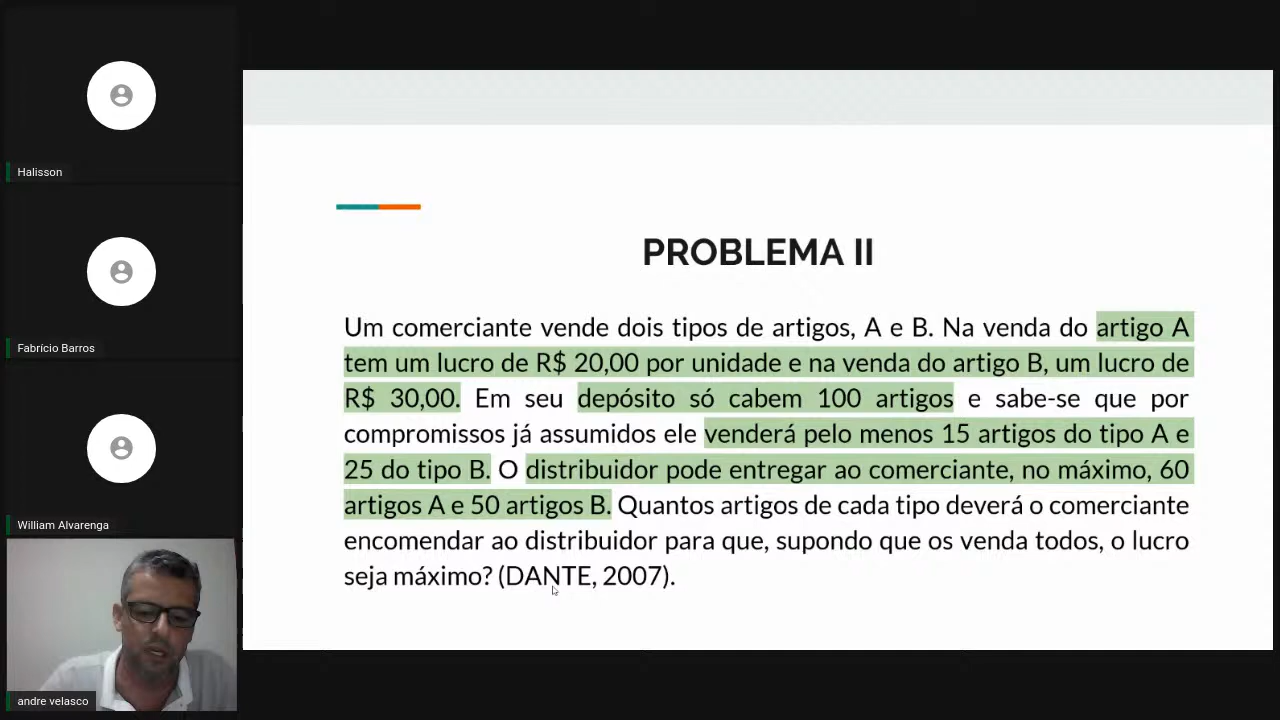 Halisson
Fabrício Barros
William Alvarenga
andre velasco
PROBLEMA II
Um comerciante vende dois tipos de artigos, A e B. Na venda do artigo A
tem um lucro de R$ 20,00 por unidade e na venda do artigo B, um lucro de
R$ 30,00. Em seu depósito só cabem 100 artigos e sabe-se que por
compromissos já assumidos ele venderá pelo menos 15 artigos do tipo A e
25 do tipo B. O distribuidor pode entregar ao comerciante, no máximo, 60
artigos A e 50 artigos B. Quantos artigos de cada tipo deverá o comerciante
encomendar ao distribuidor para que, supondo que os venda todos, o lucro
seja máximo? (DANTE, 2007).